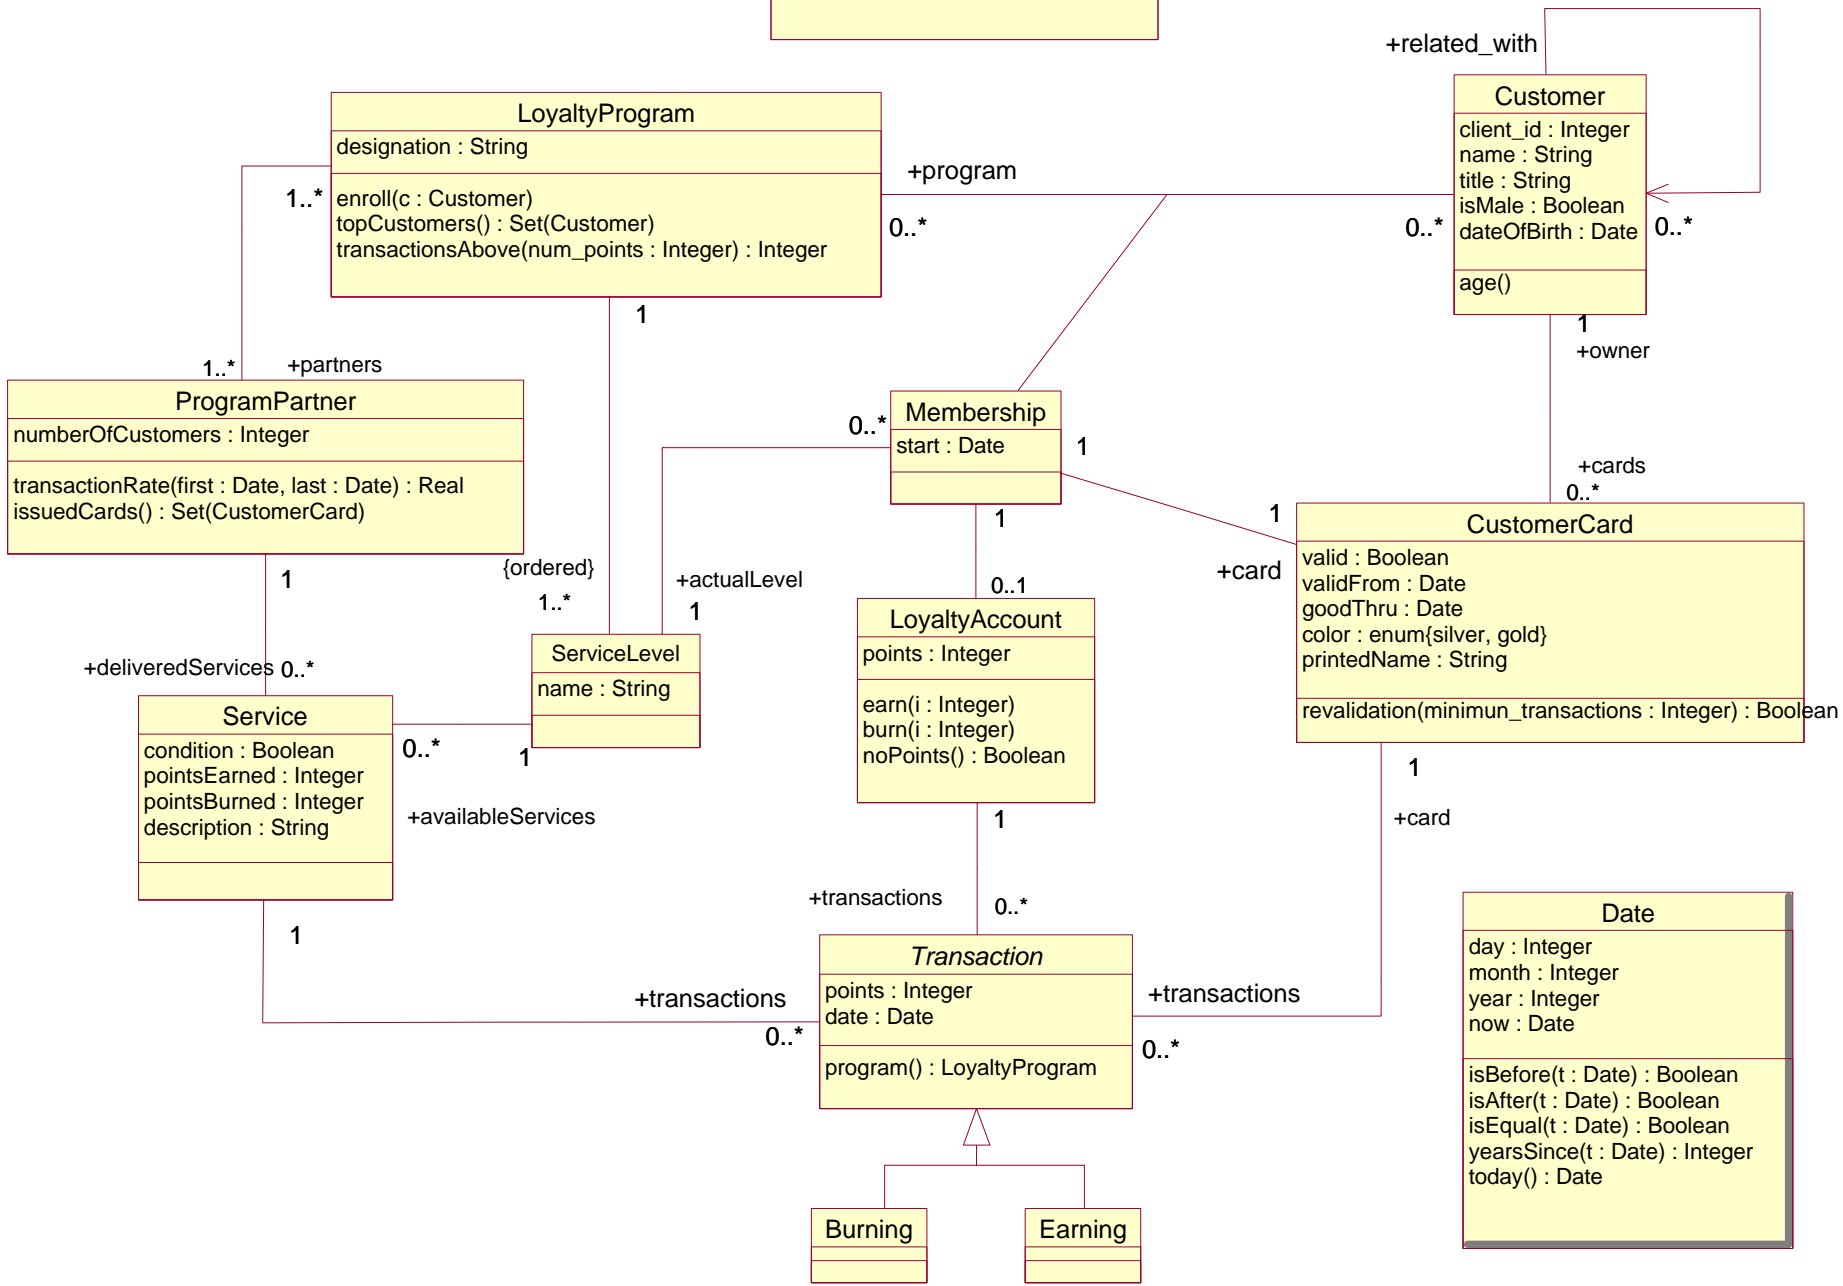 +related_with
Customer
client_id : Integer
name : String
title : String
isMale : Boolean
dateOfBirth : Date
age()
0..*
0..*
LoyaltyProgram
designation : String
enroll(c : Customer)
topCustomers() : Set(Customer)
transactionsAbove(num_points : Integer) : Integer
+program
0..*
1..*
1
1
+owner
1..*
+partners
ProgramPartner
numberOfCustomers : Integer
transactionRate(first : Date, last : Date) : Real
issuedCards() : Set(CustomerCard)
Membership
start : Date
0..*
1
1
+cards
0..*
1
+card
CustomerCard
valid : Boolean
validFrom : Date
goodThru : Date
color : enum{silver, gold}
printedName : String
revalidation(minimun_transactions : Integer) : Boolean
1
{ordered}
1..*
+actualLevel
1
0..1
LoyaltyAccount
points : Integer
earn(i : Integer)
burn(i : Integer)
noPoints() : Boolean
ServiceLevel
name : String
+deliveredServices
0..*
Service
condition : Boolean
pointsEarned : Integer
pointsBurned : Integer
description : String
0..*
1
+availableServices
1
1
+card
+transactions
0..*
1
Transaction
points : Integer
date : Date
program() : LoyaltyProgram
+transactions
0..*
+transactions
0..*
Date
day : Integer
month : Integer
year : Integer
now : Date
isBefore(t : Date) : Boolean
isAfter(t : Date) : Boolean
isEqual(t : Date) : Boolean
yearsSince(t : Date) : Integer
today() : Date
Burning
Earning